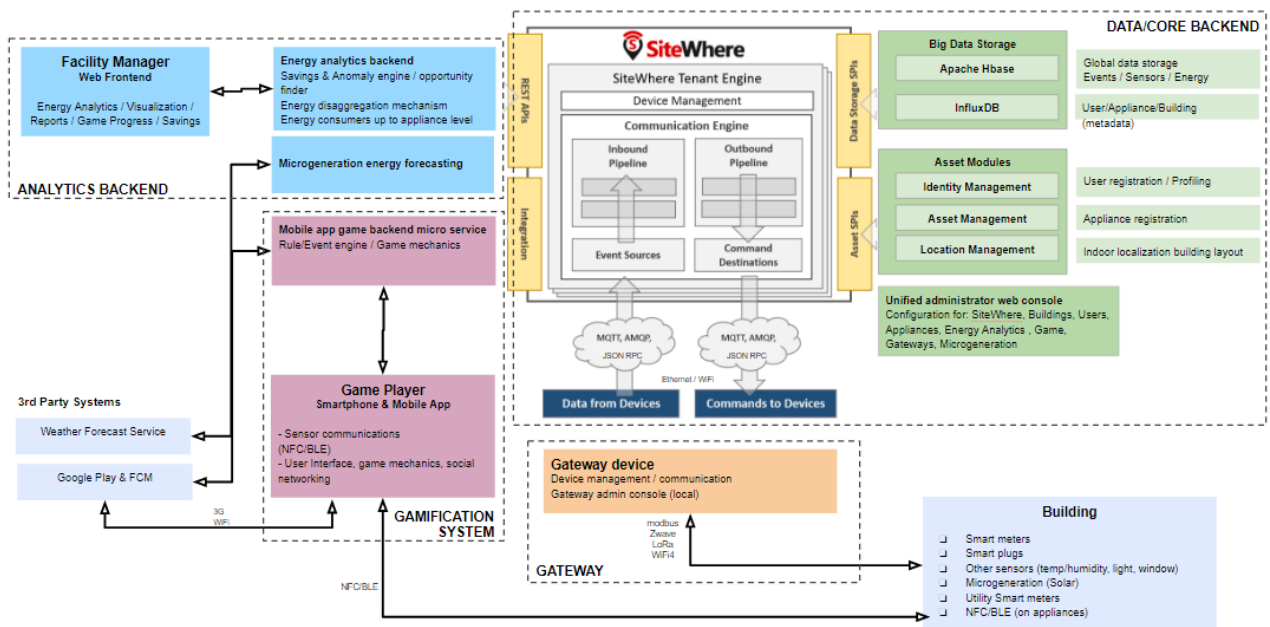 DATA/CORE BACKEND
Facility Manager
Web Frontend
Energy Analytics / Visualization /
Reports / Game Progress / Savings
Energy analytics backend
Savings & Anomaly engine / opportunity
finder
Energy disaggregation mechanism
Energy consumers up to appliance level
Microgeneration energy forecasting
ANALYTICS BACKEND
REST APIs
Integration
SiteWhere
SiteWhere Tenant Engine
Device Management
Communication Engine
Inbound
Pipeline
Outbound
Pipeline
Event Sources
Command
Destinations
MQTT, AMQP,
JSON RPC
MQTT, AMQP,
JSON RPC
Ethernet / WiFi
Data from Devices
Commands to Devices
Data Storage SPIs
Asset SPIs
Big Data Storage
Apache Hbase
InfluxDB
Global data storage
Events / Sensors / Energy
User/Appliance/Building
(metadata)
Asset Modules
Identity Management
Asset Management
Location Management
User registration / Profiling
Appliance registration
Indoor localization building layout
Unified administrator web console
Configuration for: SiteWhere, Buildings, Users,
Appliances, Energy Analytics , Game,
Gateways, Microgeneration
Mobile app game backend micro service
Rule/Event engine / Game mechanics
Game Player
Smartphone & Mobile App
- Sensor communications
(NFC/BLE)
- User Interface, game mechanics, social
networking
GAMIFICATION
SYSTEM
3rd Party Systems
Weather Forecast Service
Google Play & FCM
3G
WiFi
NFC/BLE
Gateway device
Device management / communication
Gateway admin console (local)
modbus
Zwave
LoRa
WiFi4
GATEWAY
Building
❑ Smart meters
❑ Smart plugs
❑ Other sensors (temp/humidity, light, window)
❑ Microgeneration (Solar)
❑ Utility Smart meters
❑ NFC/BLE (on appliances)